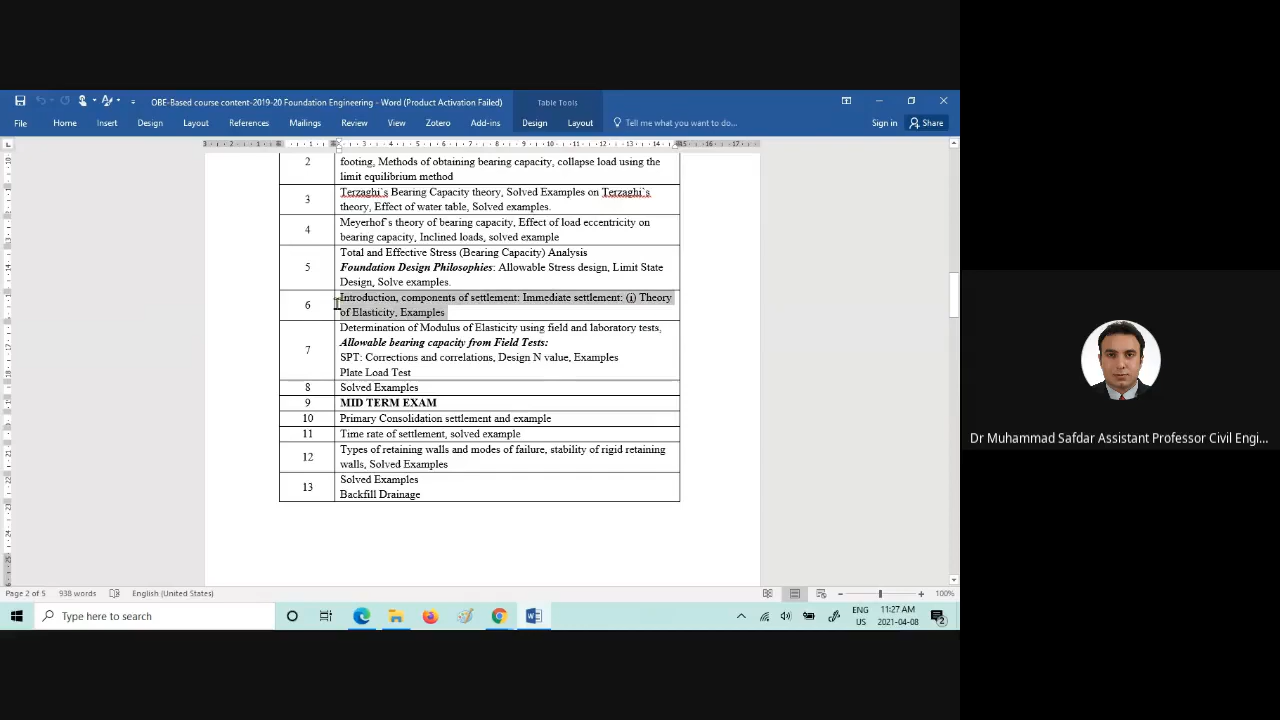 OBE-Based course content-2019-20 Foundation Engineering - Word (Product Activation Failed)
Table Tools
File Home Insert Design Layout References Mailings Review View Zotero Add-ins Design Layout Tell me what you want to do... Sign in Share
2 footing, Methods of obtaining bearing capacity, collapse load using the
limit equilibrium method
3 Terzaghi`s Bearing Capacity theory, Solved Examples on Terzaghi`s
theory, Effect of water table, Solved examples.
4 Meyerhof`s theory of bearing capacity, Effect of load eccentricity on
bearing capacity, Inclined loads, solved example
5 Total and Effective Stress (Bearing Capacity) Analysis
Foundation Design Philosophies: Allowable Stress design, Limit State
Design, Solve examples.
6 Introduction, components of settlement: Immediate settlement: (i) Theory
of Elasticity, Examples
7 Determination of Modulus of Elasticity using field and laboratory tests,
Allowable bearing capacity from Field Tests:
SPT: Corrections and correlations, Design N value, Examples
Plate Load Test
8 Solved Examples
9 MID TERM EXAM
10 Primary Consolidation settlement and example
11 Time rate of settlement, solved example
12 Types of retaining walls and modes of failure, stability of rigid retaining
walls, Solved Examples
13 Solved Examples
Backfill Drainage
Page 2 of 5 938 words English (United States) 100%
Type here to search
ENG
US
11:27 AM
2021-04-08
2
Dr Muhammad Safdar Assistant Professor Civil Engi...